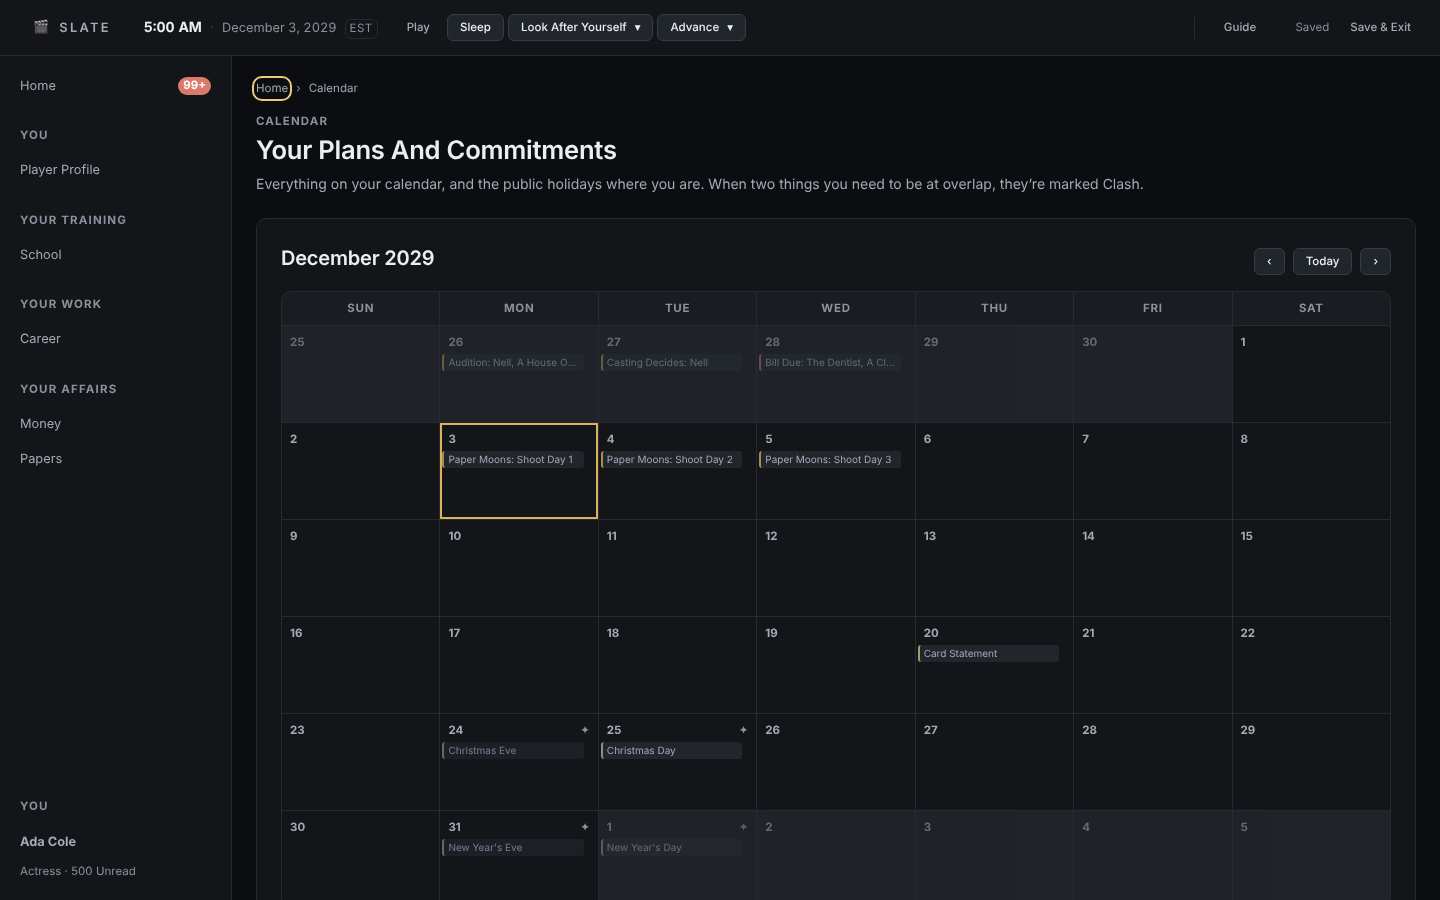 SLATE
5:00 AM · December 3, 2029 EST
Play
Sleep
Look After Yourself ▾
Advance ▾
Guide
Saved
Save & Exit
Home
99+
YOU
Player Profile
YOUR TRAINING
School
YOUR WORK
Career
YOUR AFFAIRS
Money
Papers
YOU
Ada Cole
Actress · 500 Unread
Home › Calendar
CALENDAR
Your Plans And Commitments
Everything on your calendar, and the public holidays where you are. When two things you need to be at overlap, they’re marked Clash.
December 2029
‹ Today ›
SUN MON TUE WED THU FRI SAT
25 26 27 28 29 30 1
Audition: Nell, A House O…
Casting Decides: Nell
Bill Due: The Dentist, A Cl…
2 3 4 5 6 7 8
Paper Moons: Shoot Day 1
Paper Moons: Shoot Day 2
Paper Moons: Shoot Day 3
9 10 11 12 13 14 15
16 17 18 19 20 21 22
Card Statement
23 24 25 26 27 28 29
Christmas Eve
Christmas Day
30 31 1 2 3 4 5
New Year's Eve
New Year's Day